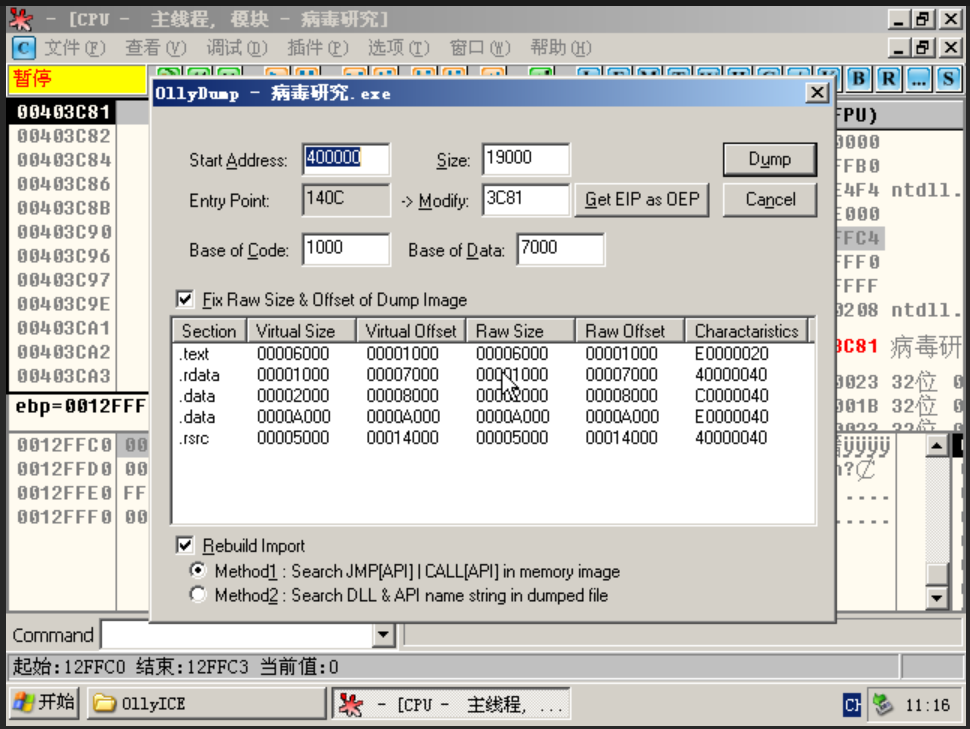 - [CPU - 主线程, 模块 - 病毒研究]
C 文件(F) 查看(V) 调试(D) 插件(P) 选项(T) 窗口(W) 帮助(H)
暂停
B R ... S
OllyDump - 病毒研究.exe
Start Address: 400000 Size: 19000 Dump
Entry Point: 140C -> Modify: 3C81 Get EIP as OEP Cancel
Base of Code: 1000 Base of Data: 7000
Fix Raw Size & Offset of Dump Image
Section Virtual Size Virtual Offset Raw Size Raw Offset Charactaristics
.text 00006000 00001000 00006000 00001000 E0000020
.rdata 00001000 00007000 00001000 00007000 40000040
.data 00002000 00008000 00002000 00008000 C0000040
.data 0000A000 0000A000 0000A000 0000A000 E0000040
.rsrc 00005000 00014000 00005000 00014000 40000040
Rebuild Import
Method1 : Search JMP[API] | CALL[API] in memory image
Method2 : Search DLL & API name string in dumped file
00403C81
00403C82
00403C84
00403C86
00403C8B
00403C90
00403C96
00403C97
00403C9E
00403CA1
00403CA2
00403CA3
ebp=0012FFF
0012FFC0 00
0012FFD0 00
0012FFE0 FF
0012FFF0 00
FPU)
0000
FFB0
E4F4 ntdll.
E000
FFC4
FFF0
FFFF
0208 ntdll.
3C81 病毒研
0023 32位 0
001B 32位 0
Command
起始:12FFC0 结束:12FFC3 当前值:0
开始 OllyICE - [CPU - 主线程, ... CH 11:16